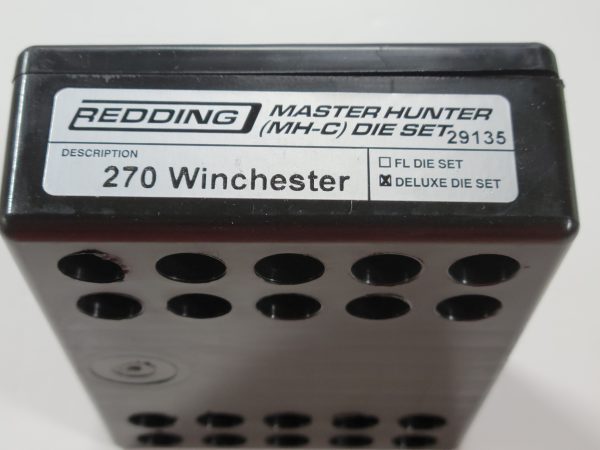 REDDING
MASTER HUNTER
(MH-C) DIE SET 29135
DESCRIPTION
270 Winchester
FL DIE SET
DELUXE DIE SET